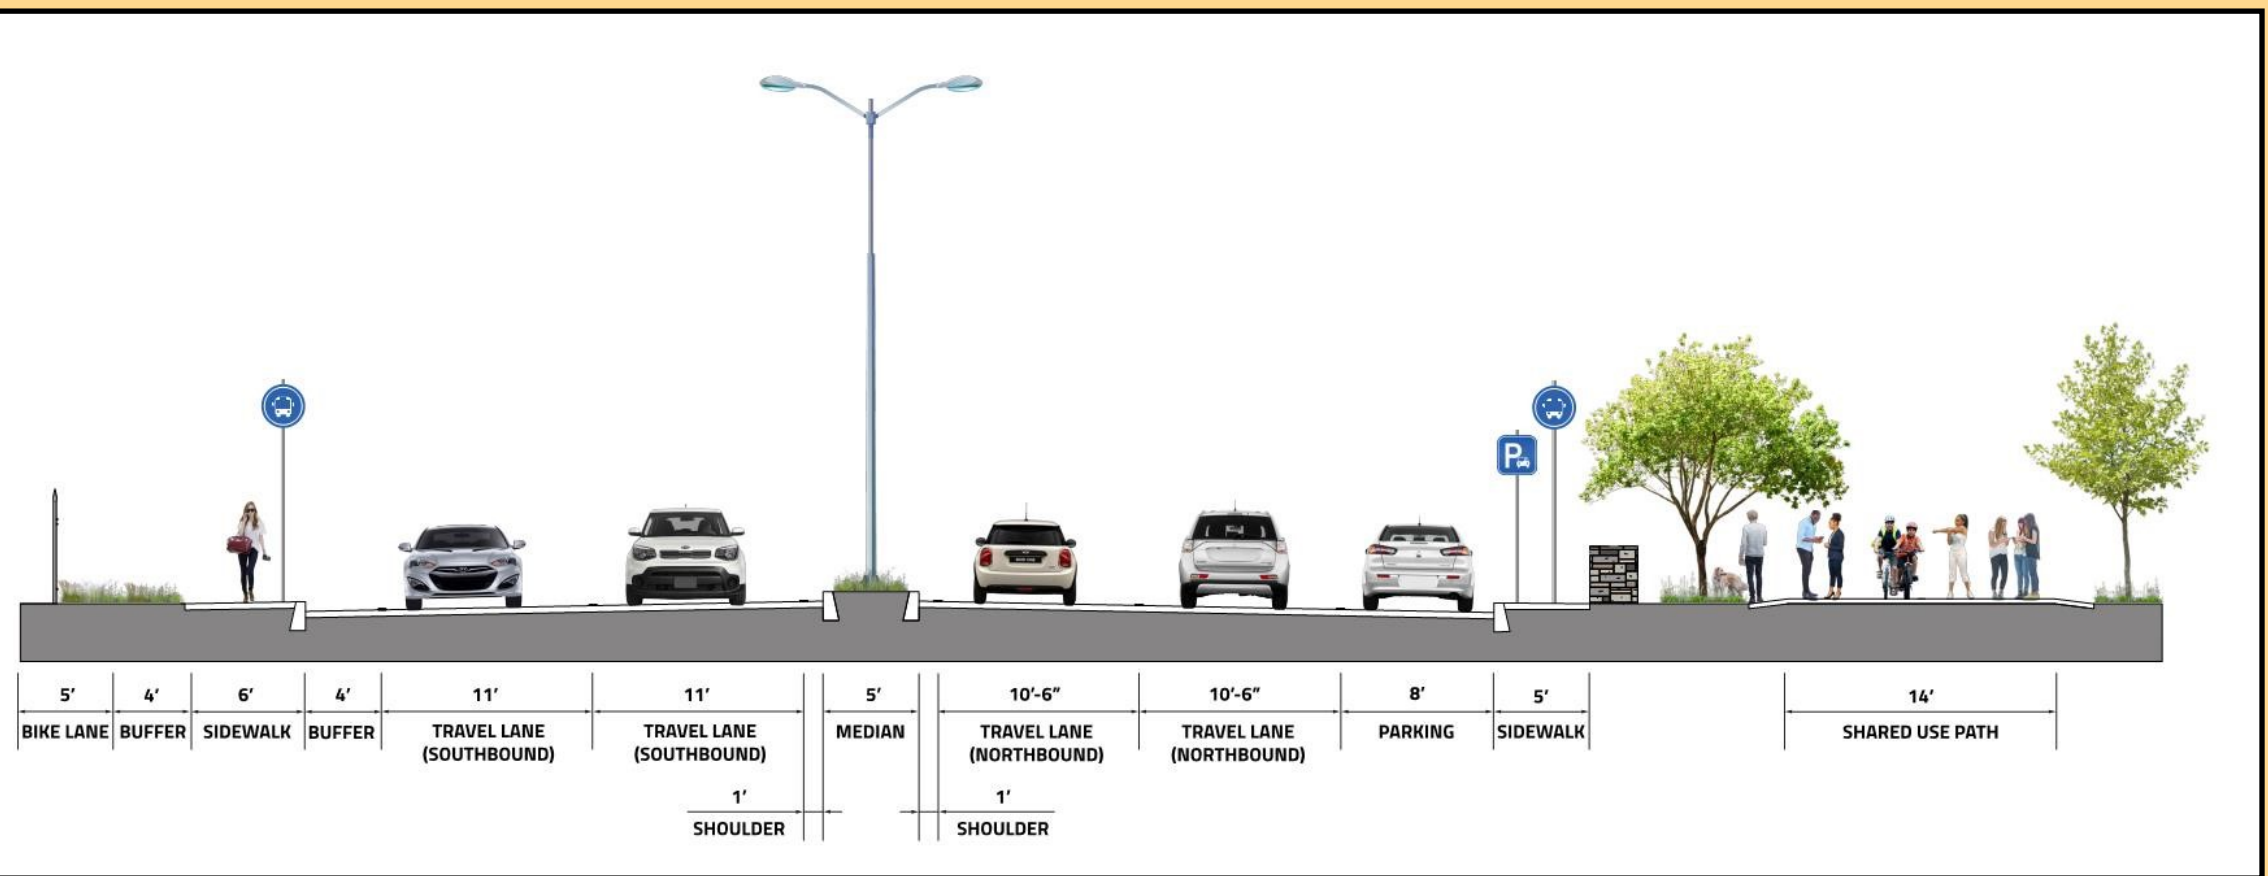 P
5' 4' 6' 4' 11' 11' 5' 10'-6" 10'-6" 8' 5' 14'
BIKE LANE BUFFER SIDEWALK BUFFER TRAVEL LANE TRAVEL LANE MEDIAN TRAVEL LANE TRAVEL LANE PARKING SIDEWALK SHARED USE PATH
(SOUTHBOUND) (SOUTHBOUND) (NORTHBOUND) (NORTHBOUND)
1' 1'
SHOULDER SHOULDER